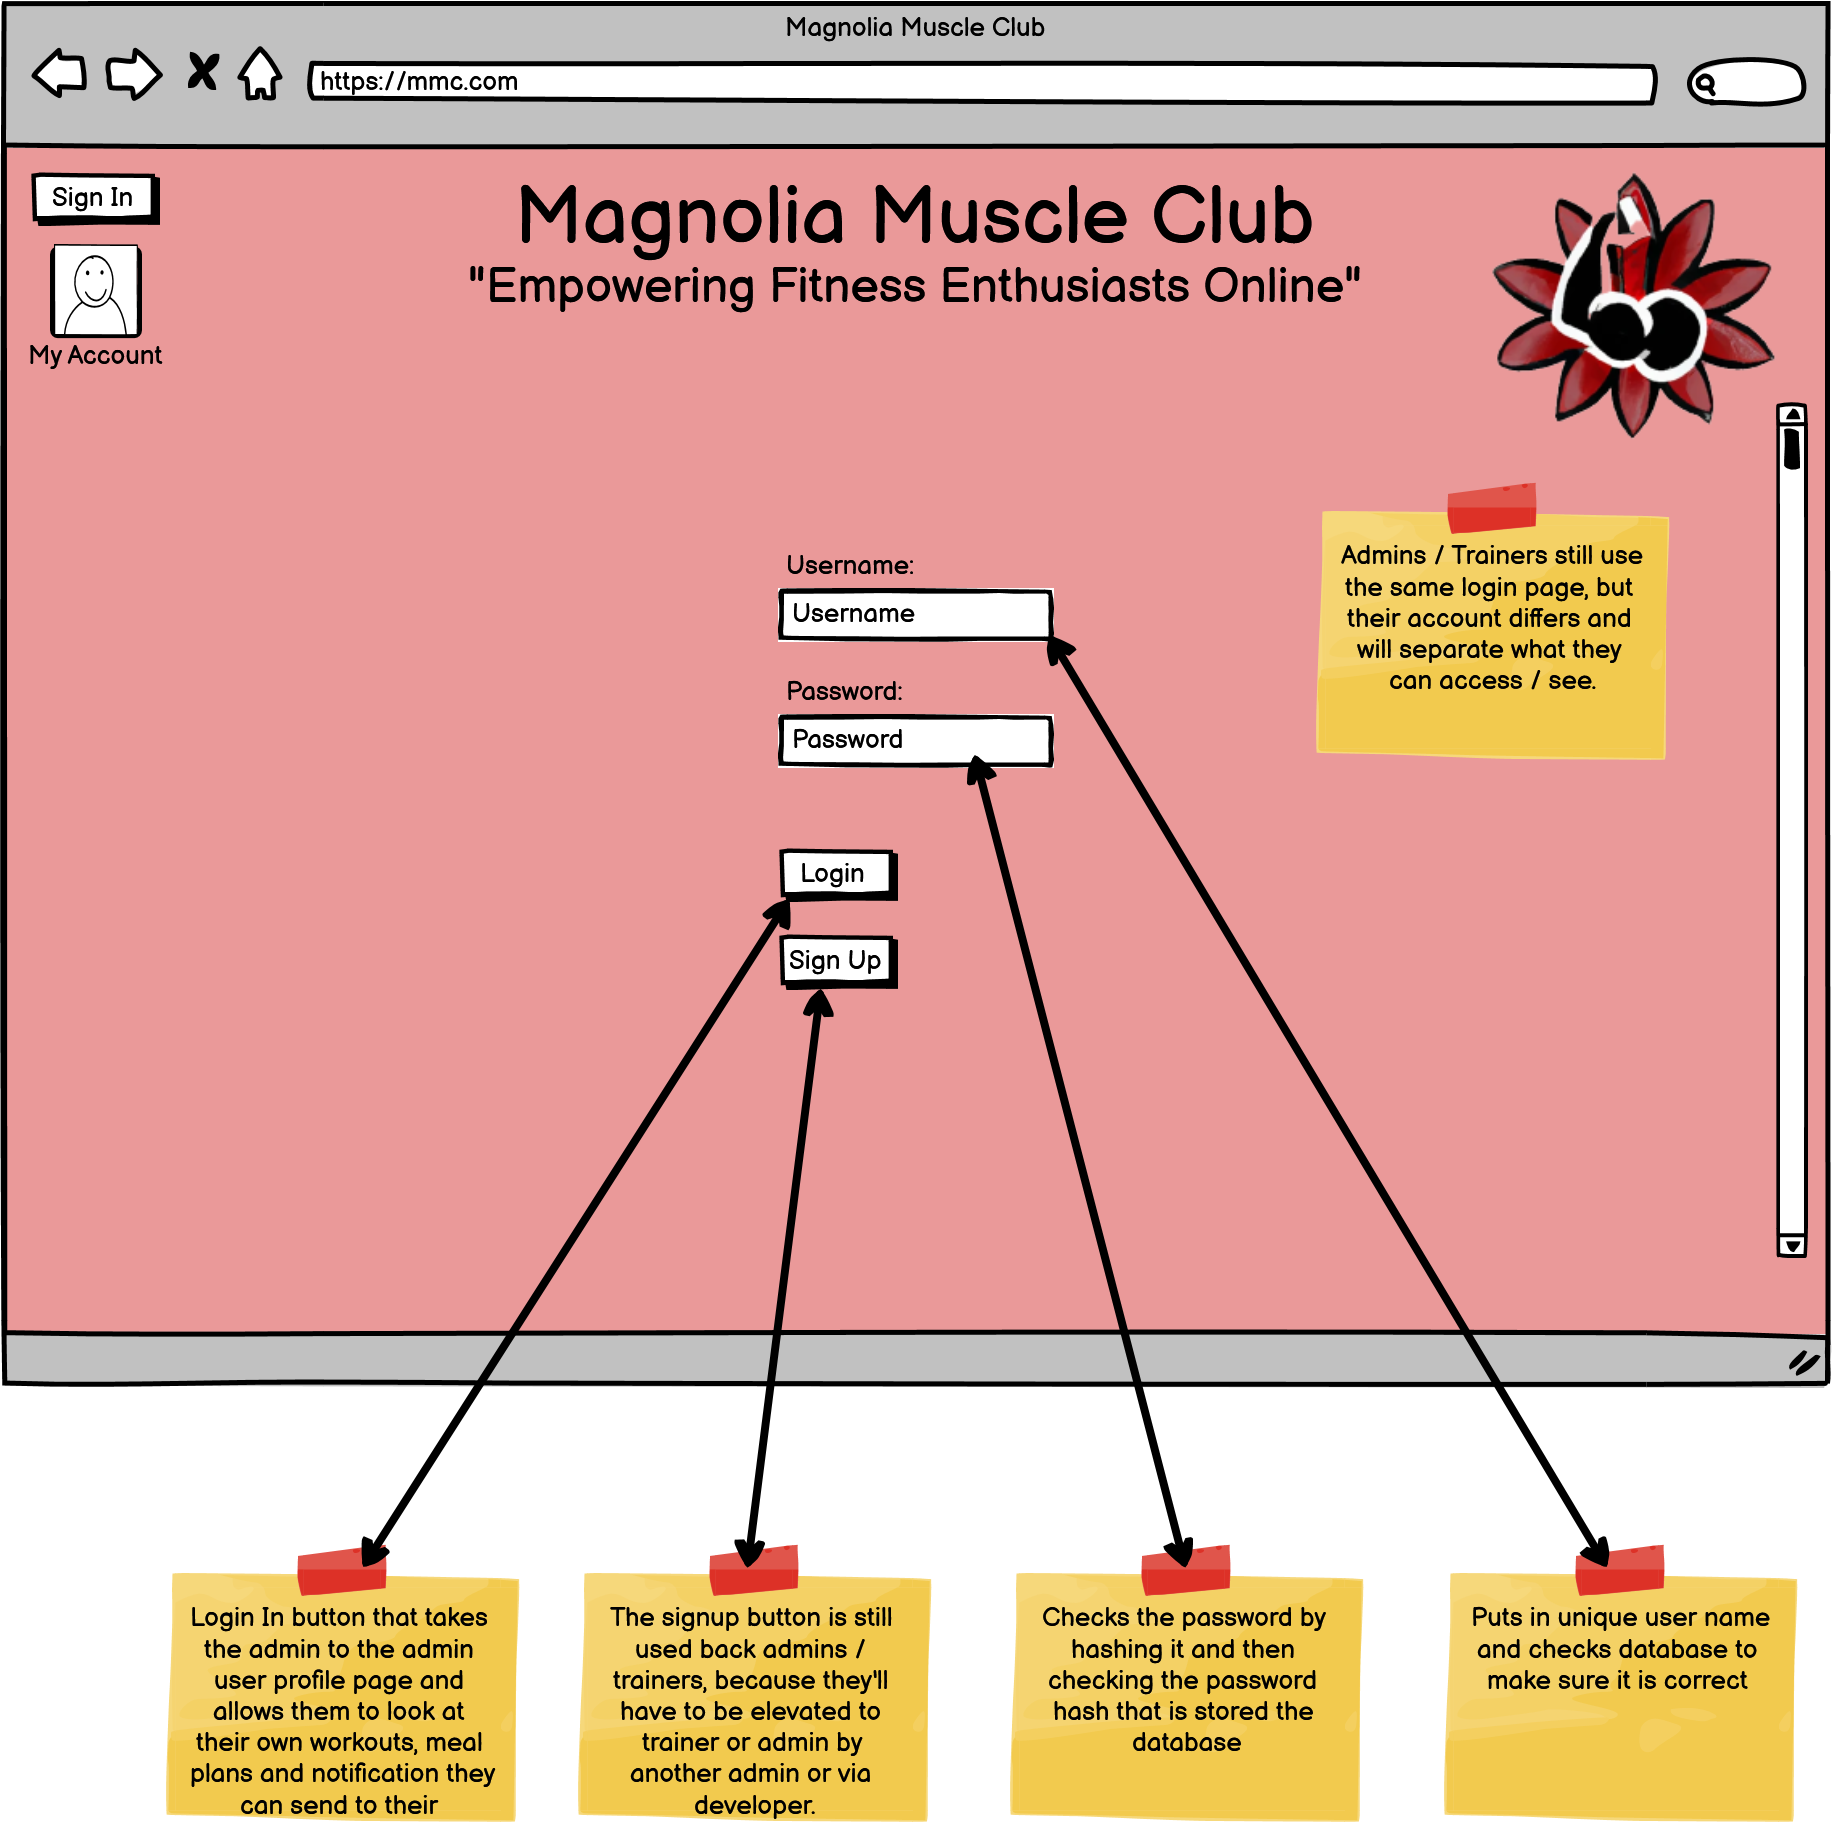 Magnolia Muscle Club
https://mmc.com
Sign In
My Account
Magnolia Muscle Club
"Empowering Fitness Enthusiasts Online"
Admins / Trainers still use
the same login page, but
their account differs and
will separate what they
can access / see.
Username:
Username
Password:
Password
Login
Sign Up
Login In button that takes
the admin to the admin
user profile page and
allows them to look at
their own workouts, meal
plans and notification they
can send to their
The signup button is still
used back admins /
trainers, because they'll
have to be elevated to
trainer or admin by
another admin or via
developer.
Checks the password by
hashing it and then
checking the password
hash that is stored the
database
Puts in unique user name
and checks database to
make sure it is correct